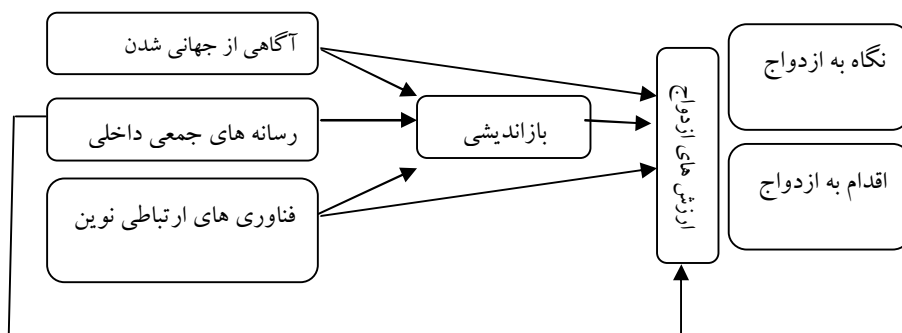 آگاهی از جهانی شدن
رسانه های جمعی داخلی
فناوری های ارتباطی نوین
بازاندیشی
ارزش های ازدواج
نگاه به ازدواج
اقدام به ازدواج